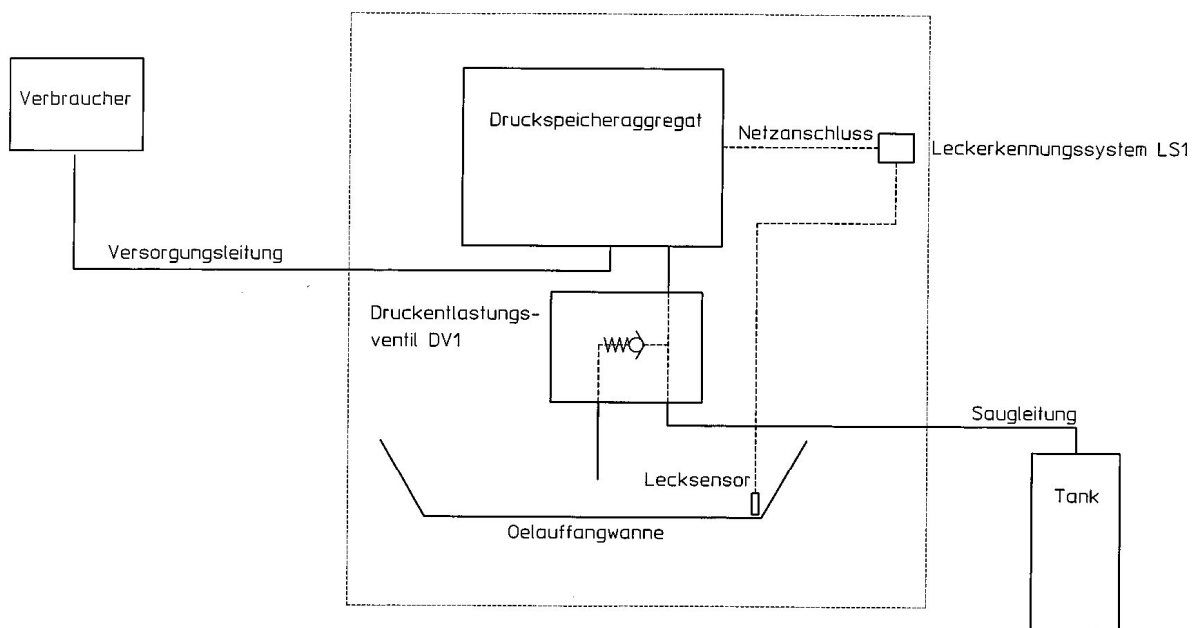 Verbraucher
Druckspeicheraggregat
Netzanschluss
Leckerkennungssystem LS1
Versorgungsleitung
Druckentlastungs-
ventil DV1
Saugleitung
Lecksensor
Tank
Oelauffangwanne